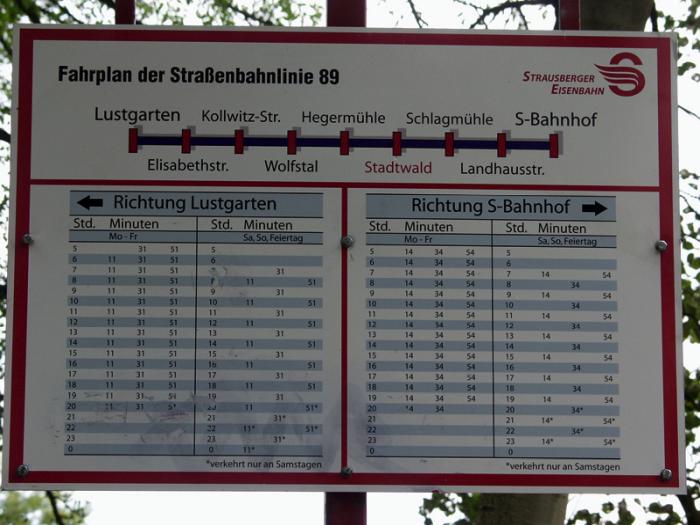 Fahrplan der Straßenbahnlinie 89
STRAUSBERGER
EISENBAHN
Lustgarten Kollwitz-Str. Hegermühle Schlagmühle S-Bahnhof
Elisabethstr. Wolfstal Stadtwald Landhausstr.
Richtung Lustgarten
Std. Minuten Std. Minuten
Mo - Fr Sa, So, Feiertag
5 31 51 5
6 11 31 51 6
7 11 31 51 7 31
8 11 31 51 8 11 51
9 11 31 51 9 31
10 11 31 51 10 11 51
11 11 31 51 11 31
12 11 31 51 12 11 51
13 11 31 51 13 31
14 11 31 51 14 11 51
15 11 31 51 15 31
16 11 31 51 16 11 51
17 11 31 51 17 31
18 11 31 51 18 11 51
19 11 31 51 19 31
20 11 31 51* 20 11 51*
21 21 31*
22 22 11* 51*
23 23 31*
0 0 11*
*verkehrt nur an Samstagen
Richtung S-Bahnhof
Std. Minuten Std. Minuten
Mo - Fr Sa, So, Feiertag
5 14 34 54 5
6 14 34 54 6
7 14 34 54 7 14 54
8 14 34 54 8 34
9 14 34 54 9 14 54
10 14 34 54 10 34
11 14 34 54 11 14 54
12 14 34 54 12 34
13 14 34 54 13 14 54
14 14 34 54 14 34
15 14 34 54 15 14 54
16 14 34 54 16 34
17 14 34 54 17 14 54
18 14 34 54 18 34
19 14 34 54 19 14 54
20 14 34 20 34*
21 21 14* 54*
22 22 34*
23 23 14* 54*
0 0
*verkehrt nur an Samstagen